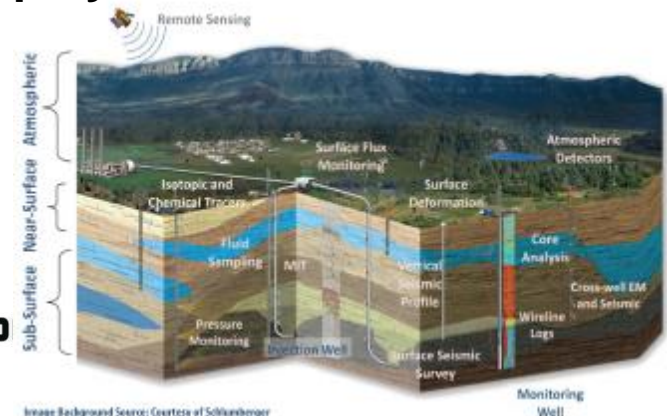 Remote Sensing
Atmospheric
Near-Surface
Sub-Surface
Surface Flux
Monitoring
Atmospheric
Detectors
Isotopic and
Chemical Tracers
Surface
Deformation
Fluid
Sampling
MIT
Vertical
Seismic
Profile
Core
Analysis
Cross-well EM
and Seismic
Wireline
Logs
Pressure
Monitoring
Injection Well
Surface Seismic
Survey
Monitoring
Well
Image Background Source: Courtesy of Schlumberger